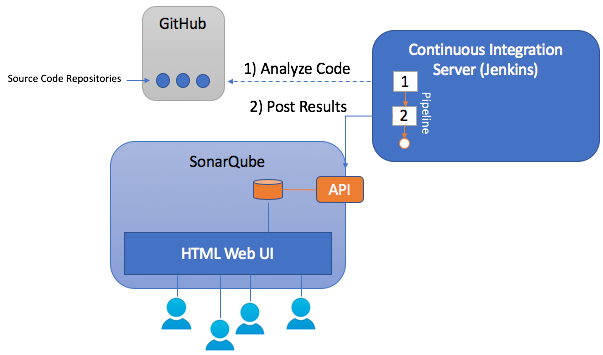 GitHub
Source Code Repositories
1) Analyze Code
2) Post Results
Continuous Integration
Server (Jenkins)
1
2
Pipeline
SonarQube
API
HTML Web UI